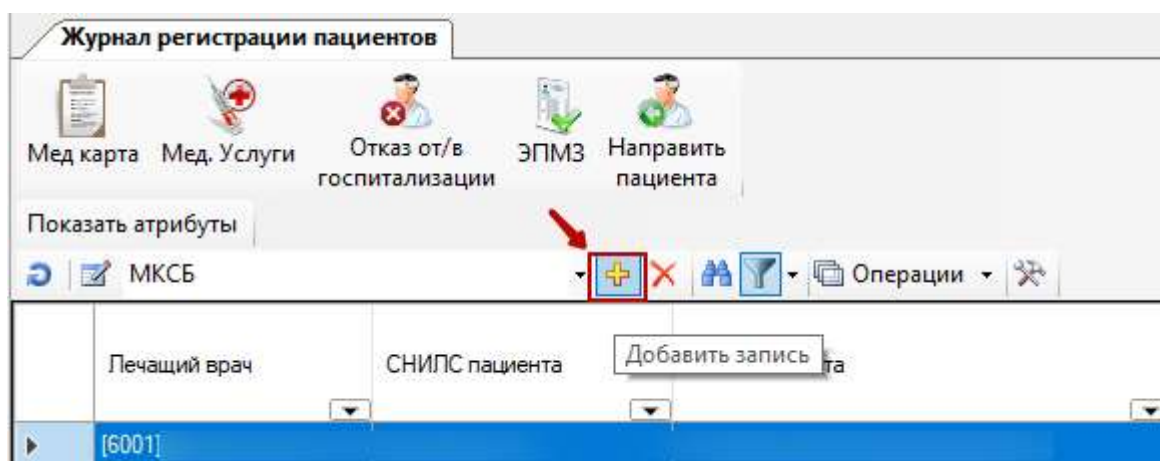 Журнал регистрации пациентов
Мед карта Мед. Услуги Отказ от/в госпитализации ЭПМЗ Направить пациента
Показать атрибуты
МКСБ Операции
Лечащий врач СНИЛС пациента Добавить запись та
[6001]